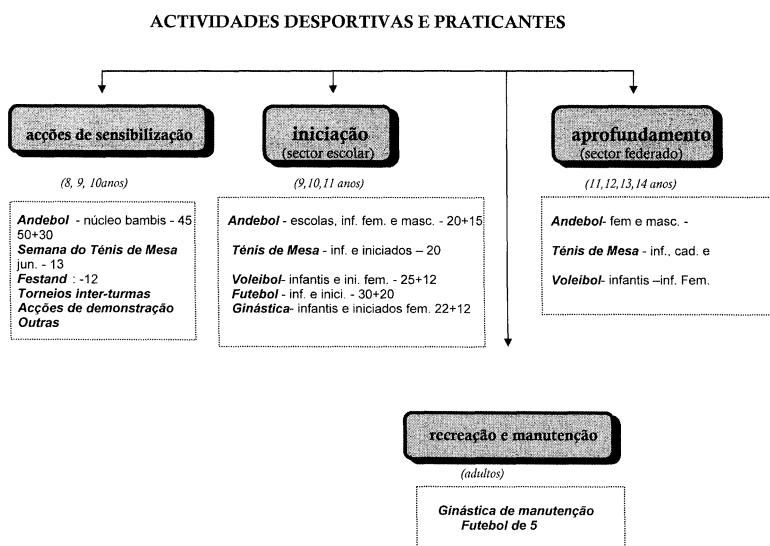 ACTIVIDADES DESPORTIVAS E PRATICANTES
acções de sensibilização
(8, 9, 10anos)
Andebol - núcleo bambis - 45
50+30
Semana do Ténis de Mesa
jun. - 13
Festand : -12
Torneios inter-turmas
Acções de demonstração
Outras
iniciação
(sector escolar)
(9,10,11 anos)
Andebol - escolas, inf. fem. e masc. - 20+15
Ténis de Mesa - inf. e iniciados – 20
Voleibol- infantis e ini. fem. - 25+12
Futebol - inf. e inici. - 30+20
Ginástica- infantis e iniciados fem. 22+12
aprofundamento
(sector federado)
(11,12,13,14 anos)
Andebol- fem e masc. -
Ténis de Mesa - inf., cad. e
Voleibol- infantis –inf. Fem.
recreação e manutenção
(adultos)
Ginástica de manutenção
Futebol de 5